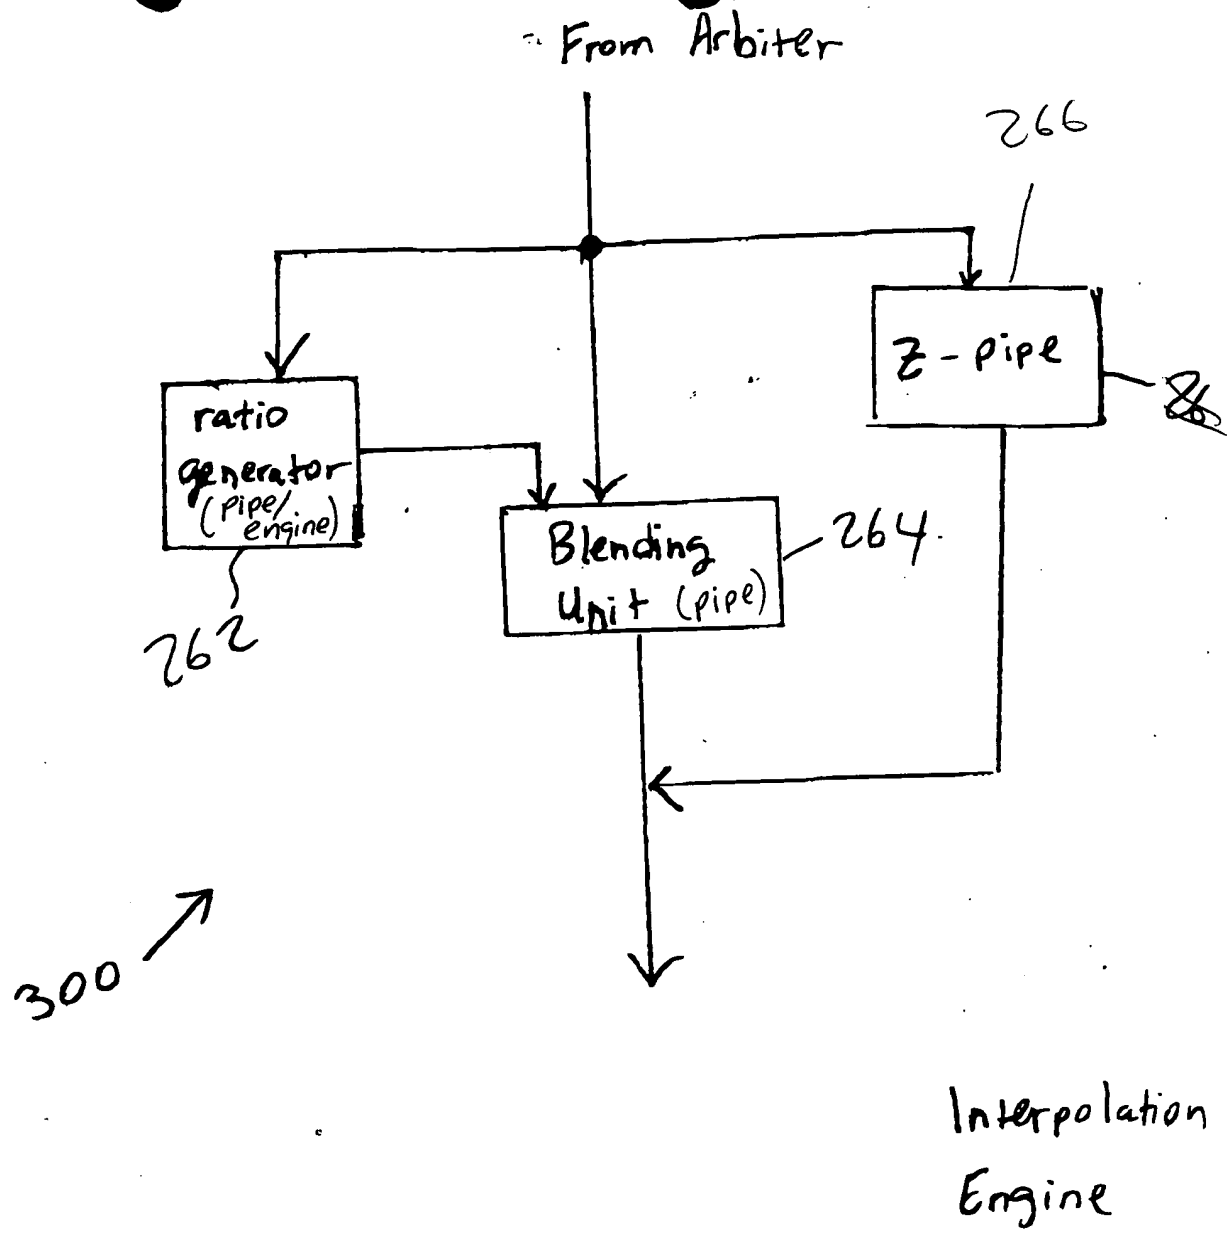 From Arbiter
266
Z - pipe
ratio
generator
(pipe/
engine)
Blending
Unit (pipe)
264
262
300
Interpolation
Engine